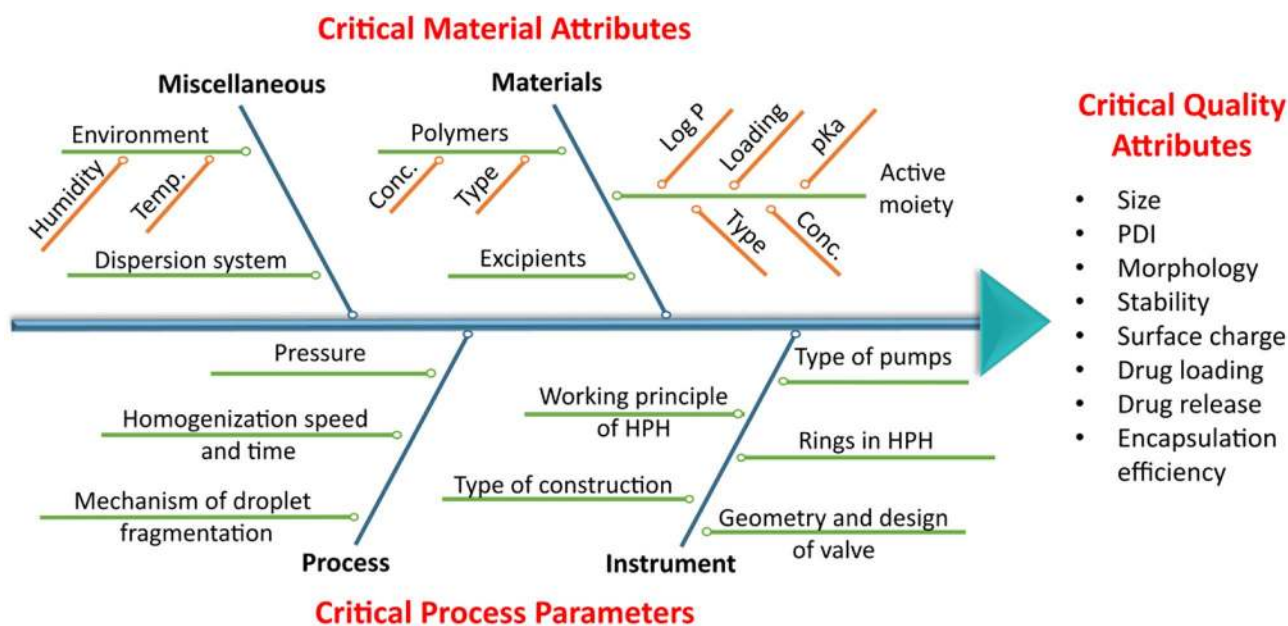 Critical Material Attributes
Miscellaneous
Materials
Environment
Humidity
Temp.
Dispersion system
Polymers
Conc.
Type
Excipients
Log P
Loading
pKa
Active
moiety
Type
Conc.
Critical Quality
Attributes
• Size
• PDI
• Morphology
• Stability
• Surface charge
• Drug loading
• Drug release
• Encapsulation
efficiency
Pressure
Homogenization speed
and time
Mechanism of droplet
fragmentation
Process
Type of pumps
Working principle
of HPH
Rings in HPH
Type of construction
Geometry and design
of valve
Instrument
Critical Process Parameters